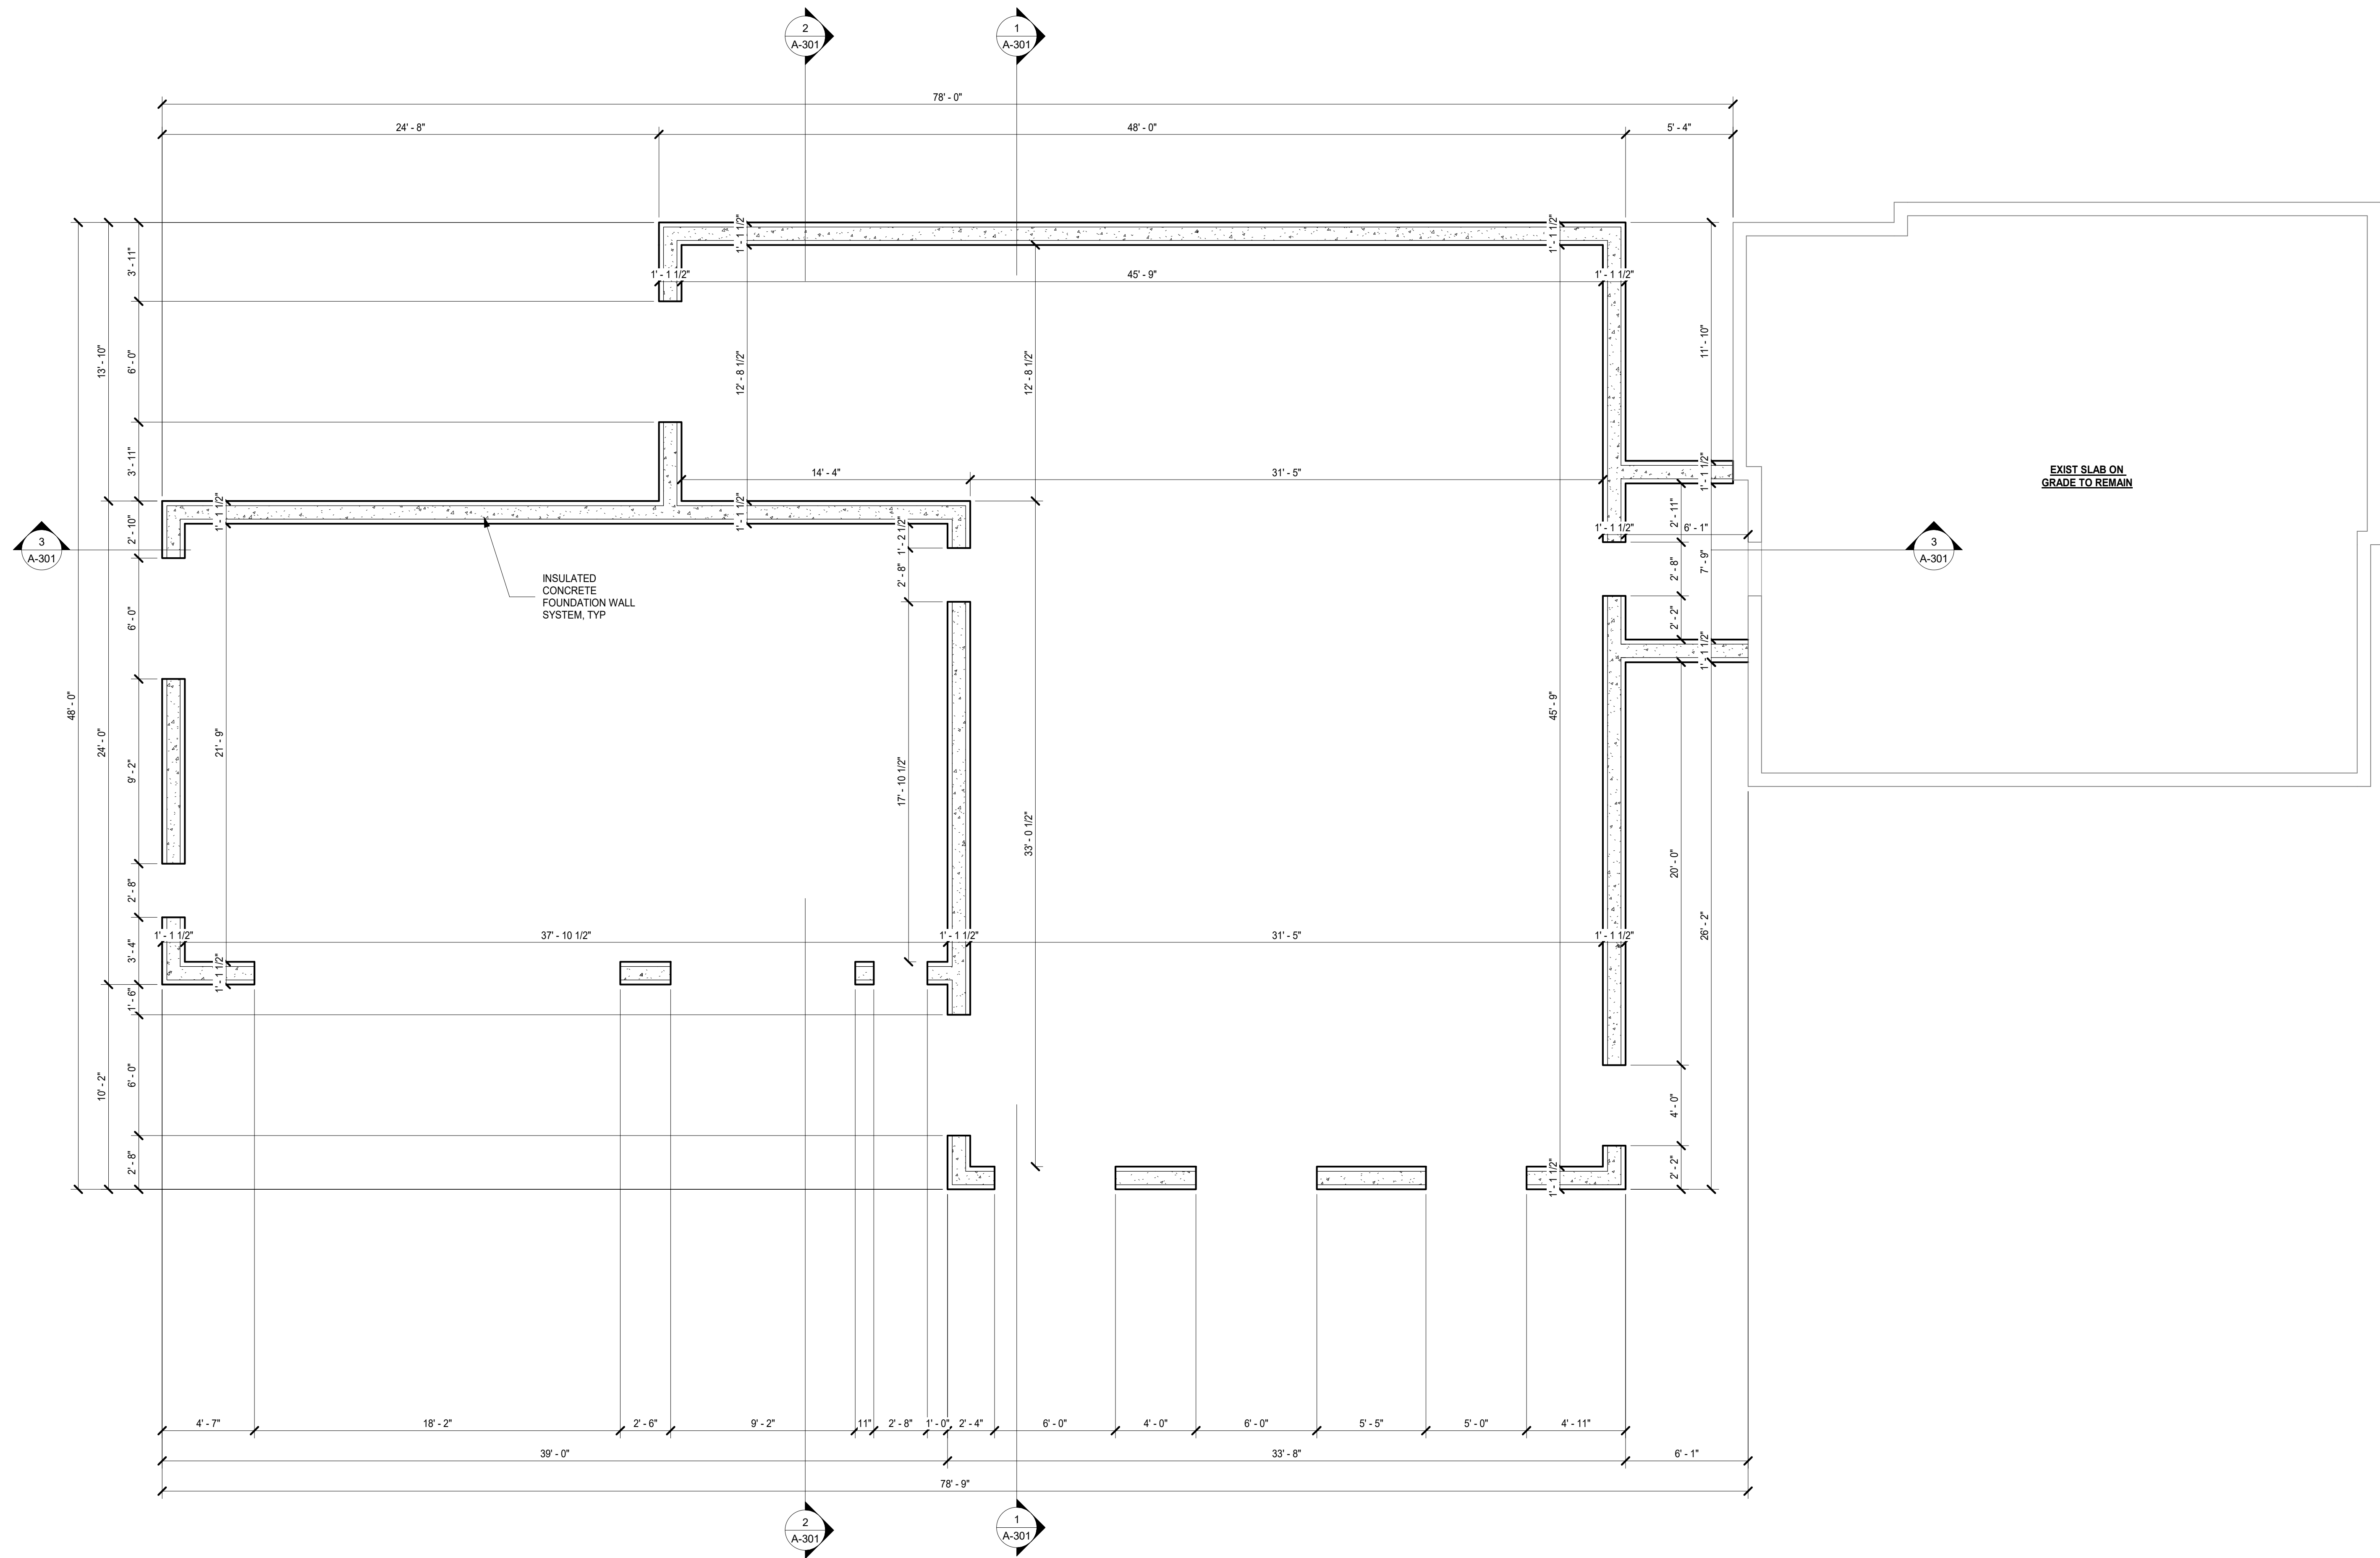 2
A-301
1
A-301
78' - 0"
24' - 8"
48' - 0"
5' - 4"
1' - 1 1/2"
1' - 1 1/2"
3' - 11"
1' - 1 1/2"
45' - 9"
1' - 1 1/2"
11' - 10"
13' - 10"
6' - 0"
12' - 8 1/2"
12' - 8 1/2"
3' - 11"
14' - 4"
31' - 5"
1' - 1 1/2"
EXIST SLAB ON
GRADE TO REMAIN
2' - 10"
1' - 1 1/2"
1' - 1 1/2"
1' - 2 1/2"
2' - 11"
1' - 1 1/2"
6' - 1"
3
A-301
3
A-301
2' - 8"
2' - 8"
7' - 9"
INSULATED
CONCRETE
FOUNDATION WALL
SYSTEM, TYP
6' - 0"
2' - 2"
1' - 1 1/2"
48' - 0"
24' - 0"
21' - 9"
45' - 9"
9' - 2"
17' - 10 1/2"
33' - 0 1/2"
20' - 0"
2' - 8"
26' - 2"
3' - 4"
1' - 1 1/2"
37' - 10 1/2"
1' - 1 1/2"
31' - 5"
1' - 1 1/2"
1' - 1 1/2"
1' - 6"
10' - 2"
6' - 0"
4' - 0"
2' - 8"
1' - 1 1/2"
2' - 2"
4' - 7"
18' - 2"
2' - 6"
9' - 2"
11"
2' - 8"
1' - 0"
2' - 4"
6' - 0"
4' - 0"
6' - 0"
5' - 5"
5' - 0"
4' - 11"
39' - 0"
33' - 8"
6' - 1"
78' - 9"
2
A-301
1
A-301